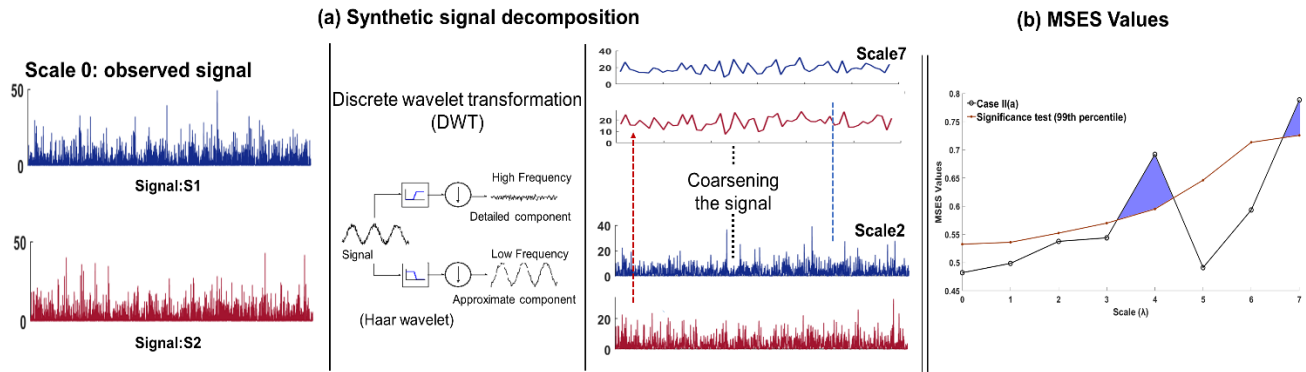 (a) Synthetic signal decomposition
(b) MSES Values
Scale 0: observed signal
50
0
Signal:S1
50
0
Signal:S2
Discrete wavelet transformation
(DWT)
High Frequency
Detailed component
Signal
Low Frequency
Approximate component
(Haar wavelet)
Scale7
40
20
0
20
10
0
Coarsening
the signal
Scale2
40
20
0
20
0
Case II(a)
Significance test (99th percentile)
MSES Values
0.8
0.75
0.7
0.65
0.6
0.55
0.5
0.45
0 1 2 3 4 5 6 7
Scale (λ)